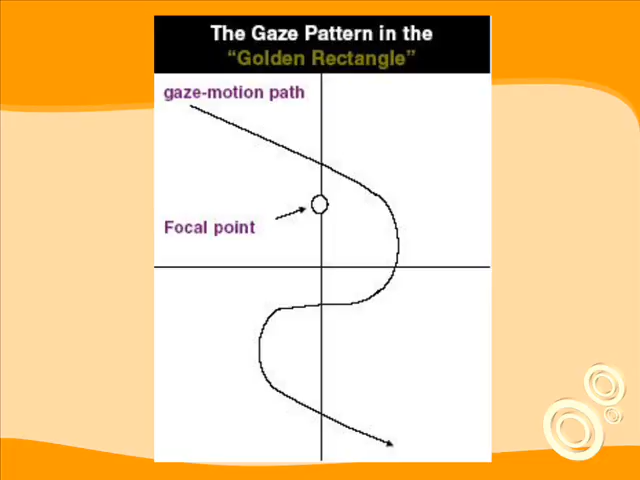 The Gaze Pattern in the
"Golden Rectangle"
gaze-motion path
Focal point